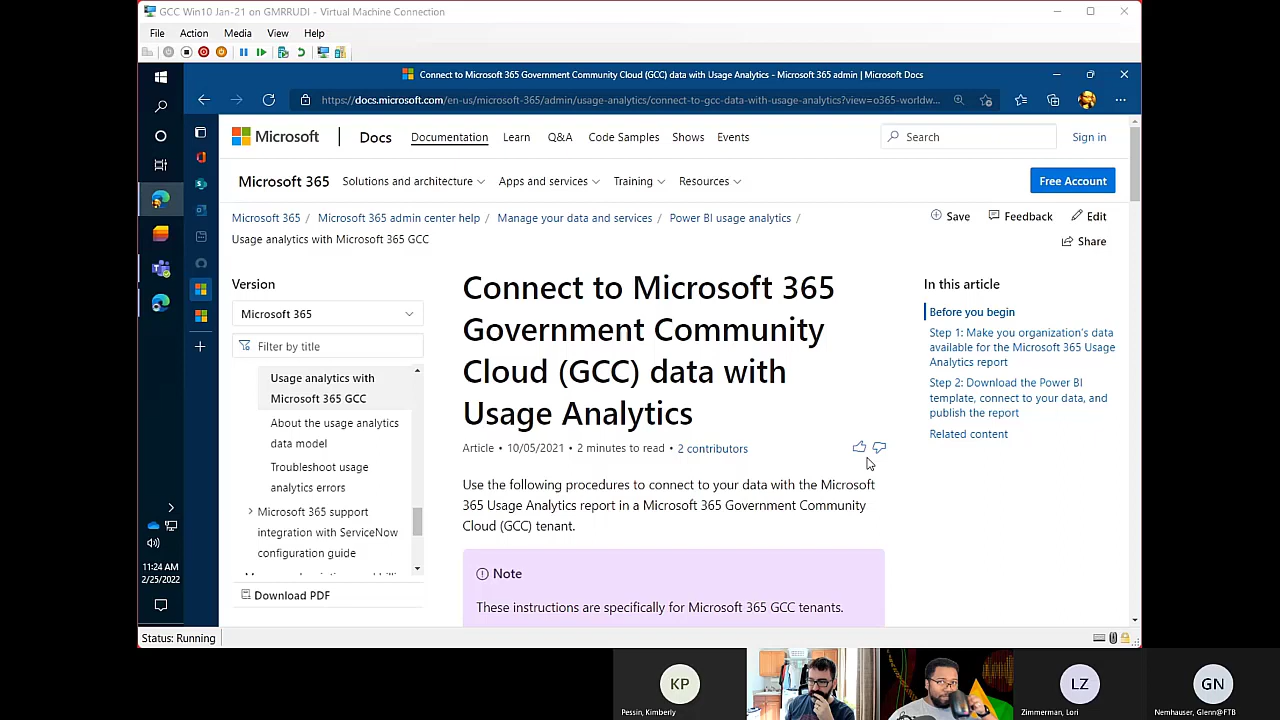 GCC Win10 Jan-21 on GMRRUDI - Virtual Machine Connection
File Action Media View Help
Connect to Microsoft 365 Government Community Cloud (GCC) data with Usage Analytics - Microsoft 365 admin | Microsoft Docs
https://docs.microsoft.com/en-us/microsoft-365/admin/usage-analytics/connect-to-gcc-data-with-usage-analytics?view=o365-worldw...
Microsoft Docs Documentation Learn Q&A Code Samples Shows Events Search Sign in
Microsoft 365 Solutions and architecture Apps and services Training Resources Free Account
Microsoft 365 / Microsoft 365 admin center help / Manage your data and services / Power BI usage analytics /
Usage analytics with Microsoft 365 GCC
Save Feedback Edit
Share
Version
Microsoft 365
Filter by title
Usage analytics with
Microsoft 365 GCC
About the usage analytics
data model
Troubleshoot usage
analytics errors
Microsoft 365 support
integration with ServiceNow
configuration guide
Download PDF
Connect to Microsoft 365
Government Community
Cloud (GCC) data with
Usage Analytics
Article • 10/05/2021 • 2 minutes to read • 2 contributors
Use the following procedures to connect to your data with the Microsoft
365 Usage Analytics report in a Microsoft 365 Government Community
Cloud (GCC) tenant.
Note
These instructions are specifically for Microsoft 365 GCC tenants.
In this article
Before you begin
Step 1: Make you organization's data
available for the Microsoft 365 Usage
Analytics report
Step 2: Download the Power BI
template, connect to your data, and
publish the report
Related content
11:24 AM
2/25/2022
Status: Running
KP
Pessin, Kimberly
LZ
Zimmerman, Lori
GN
Nemhauser, Glenn@FTB